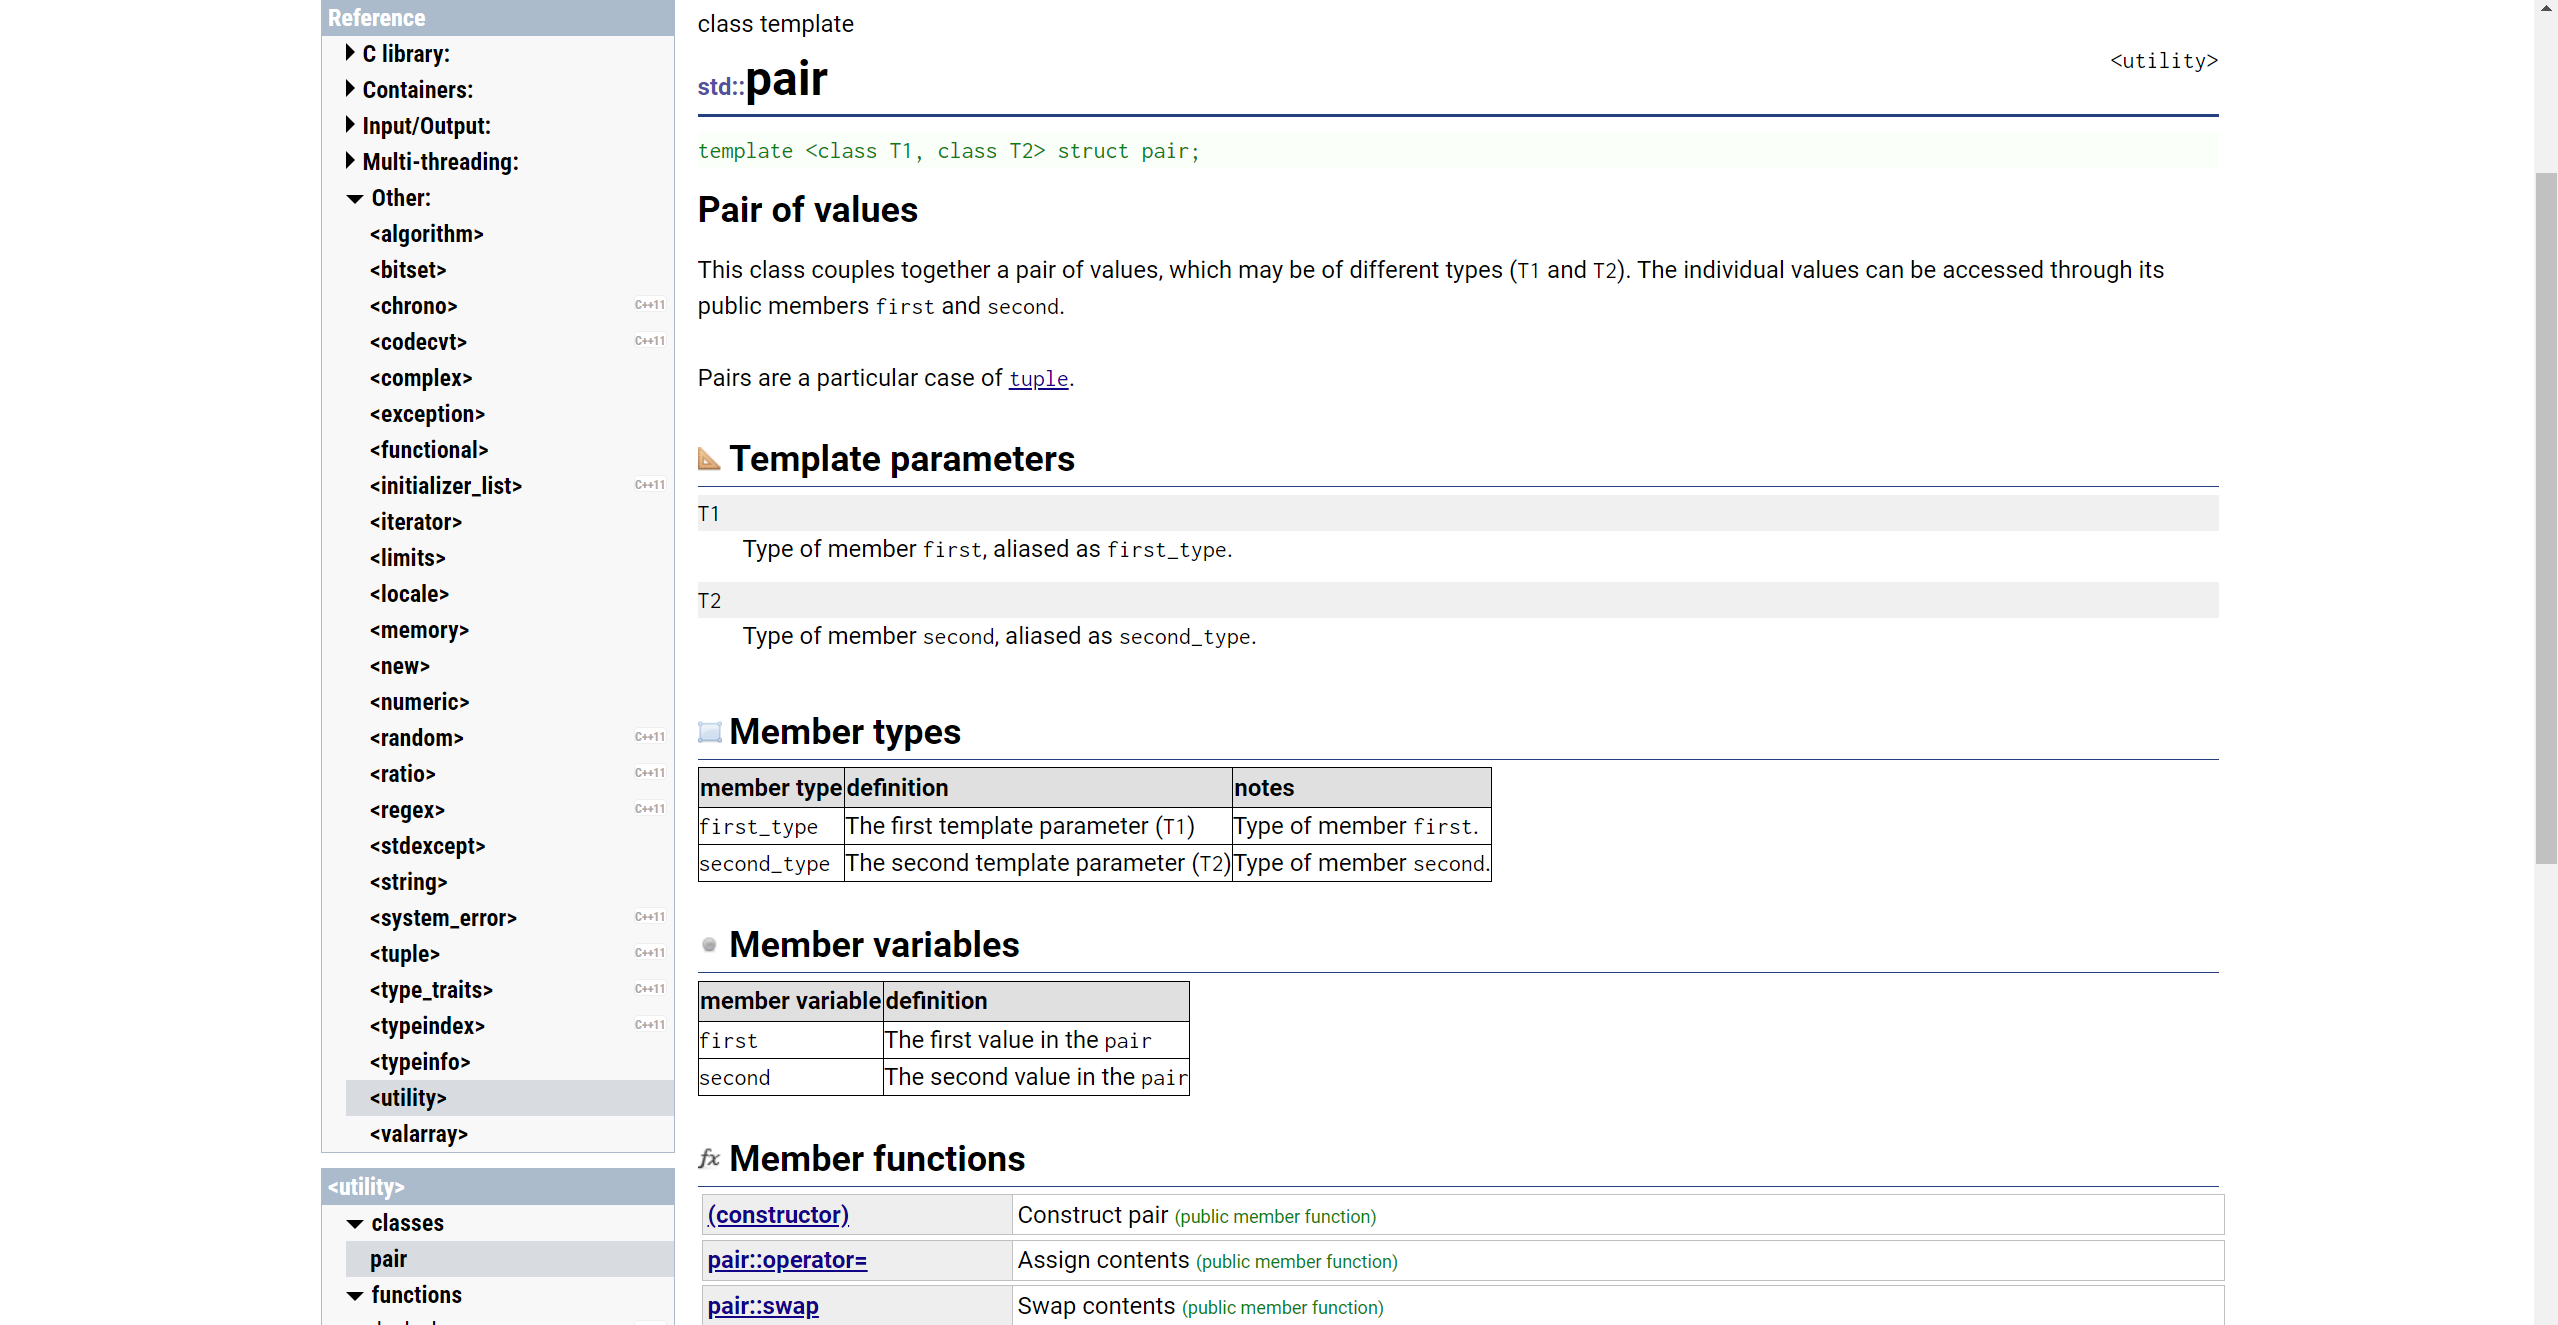 Reference
C library:
Containers:
Input/Output:
Multi-threading:
Other:
<algorithm>
<bitset>
<chrono> C++11
<codecvt> C++11
<complex>
<exception>
<functional>
<initializer_list> C++11
<iterator>
<limits>
<locale>
<memory>
<new>
<numeric>
<random> C++11
<ratio> C++11
<regex> C++11
<stdexcept>
<string>
<system_error> C++11
<tuple> C++11
<type_traits> C++11
<typeindex> C++11
<typeinfo>
<utility>
<valarray>
<utility>
classes
pair
functions
class template
<utility>
std::pair
template <class T1, class T2> struct pair;
Pair of values
This class couples together a pair of values, which may be of different types (T1 and T2). The individual values can be accessed through its
public members first and second.
Pairs are a particular case of tuple.
Template parameters
T1
Type of member first, aliased as first_type.
T2
Type of member second, aliased as second_type.
Member types
member type definition notes
first_type The first template parameter (T1) Type of member first.
second_type The second template parameter (T2) Type of member second.
Member variables
member variable definition
first The first value in the pair
second The second value in the pair
fx Member functions
(constructor) Construct pair (public member function)
pair::operator= Assign contents (public member function)
pair::swap Swap contents (public member function)